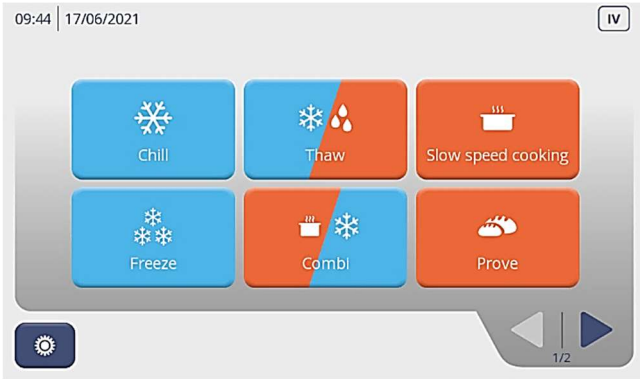 09:44 17/06/2021
IV
Chill
Thaw
Slow speed cooking
Freeze
Combi
Prove
1/2